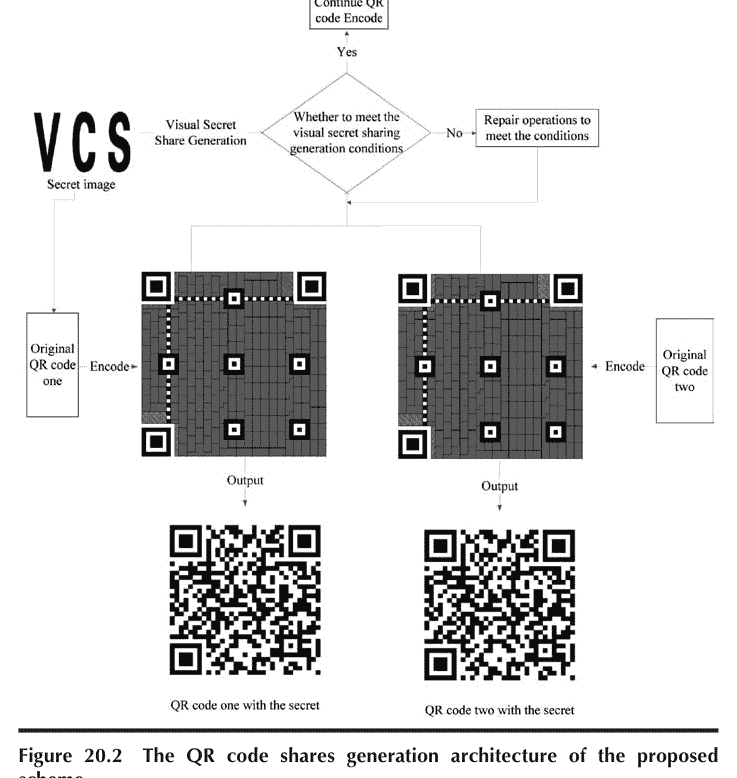 Continue QR
code Encode
Yes
Whether to meet the
visual secret sharing
generation conditions
No
Repair operations to
meet the conditions
VCS
Visual Secret
Share Generation
Secret image
Original
QR code
one
Encode
Encode
Original
QR code
two
Output
Output
QR code one with the secret
QR code two with the secret
Figure 20.2 The QR code shares generation architecture of the proposed
scheme